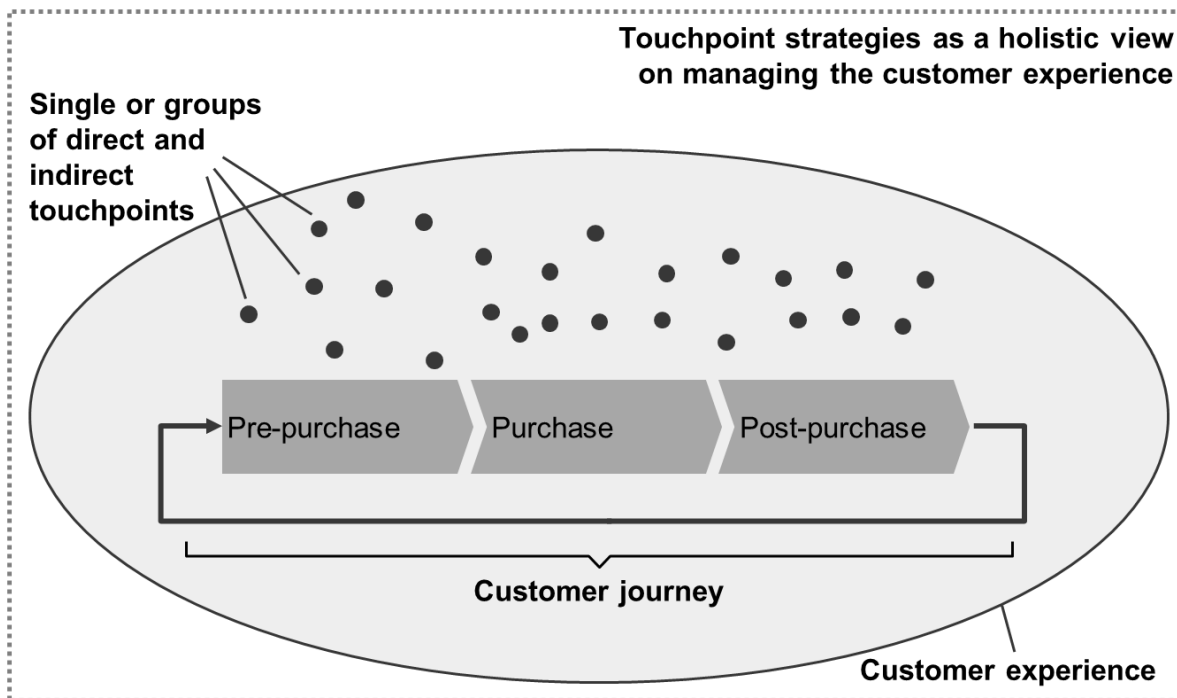 Touchpoint strategies as a holistic view
on managing the customer experience
Single or groups
of direct and
indirect
touchpoints
Pre-purchase
Purchase
Post-purchase
Customer journey
Customer experience